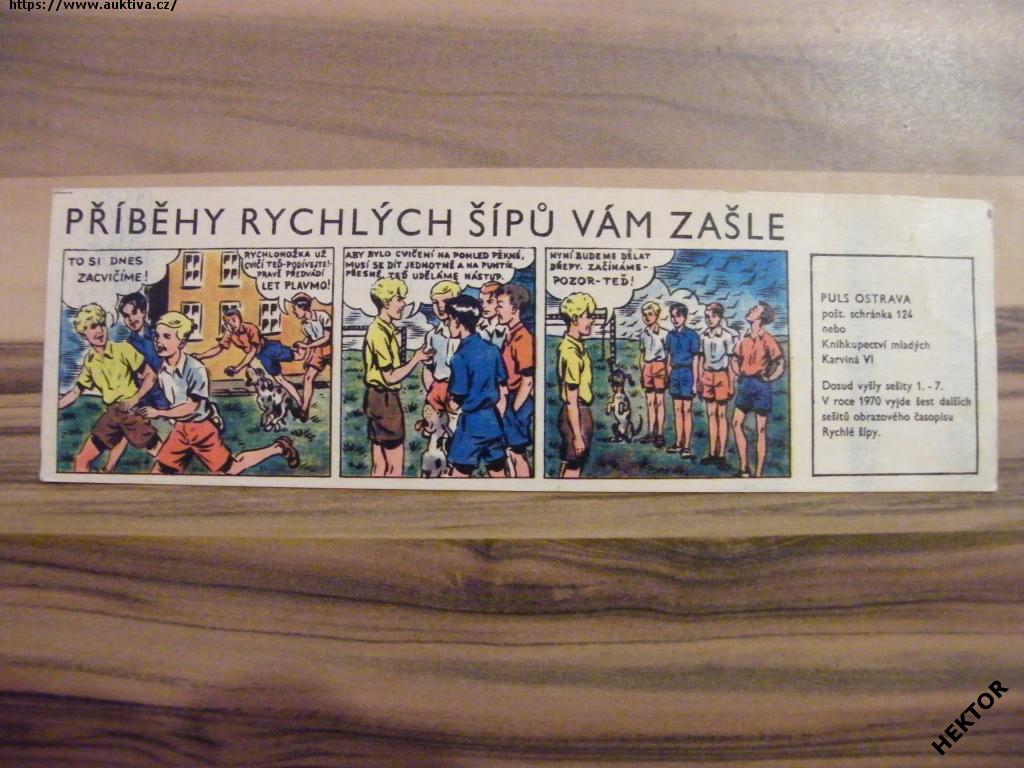 https://www.auktiva.cz/
PŘÍBĚHY RYCHLÝCH ŠÍPŮ VÁM ZAŠLE
TO SI DNES
ZACVIČÍME!
RYCHLONOŽKA UŽ
CVIČÍ TEĎ-PODÍVEJTE!-
PRÁVĚ PŘEDVÁDÍ
LET PLAVMO!
ABY BYLO CVIČENÍ NA POHLED PĚKNÉ,
MUSÍ SE DÍT JEDNOTNĚ A NA PUNTÍK
PŘESNĚ. TEĎ UDĚLÁME NÁSTUP.
NYNÍ BUDEME DĚLAT
DŘEPY. ZAČÍNÁME-
POZOR-TEĎ!
PULS OSTRAVA
pošt. schránka 124
nebo
Knihkupectví mladých
Karviná VI
Dosud vyšly sešity 1. - 7.
V roce 1970 vyjde šest dalších
sešitů obrazového časopisu
Rychlé šípy.
HEKTOR